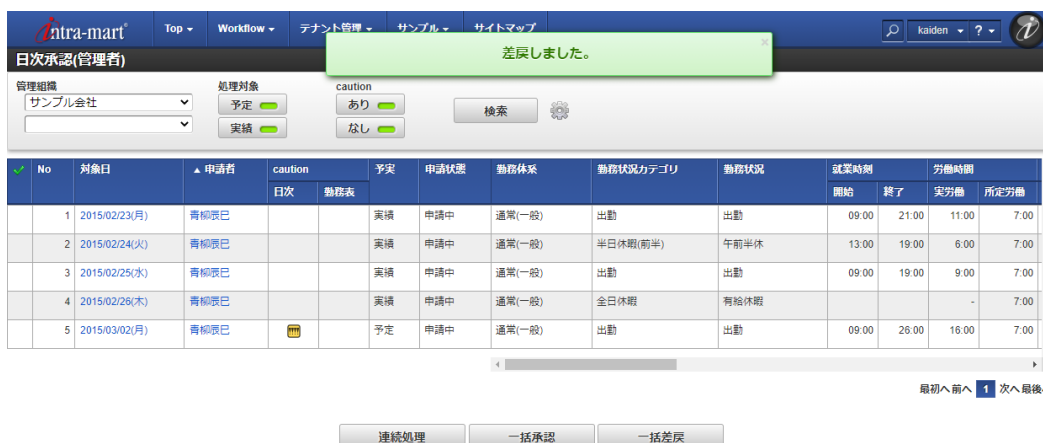 intra-mart Top Workflow テナント管理 サンプル サイトマップ kaiden ?
差戻しました。 ×
日次承認(管理者)
管理組織 処理対象 caution
サンプル会社 予定 あり 検索
実績 なし
No 対象日 ▲ 申請者 caution 予実 申請状態 勤務体系 勤務状況カテゴリ 勤務状況 就業時刻 労働時間
日次 勤務表 開始 終了 実労働 所定労働
1 2015/02/23(月) 青柳辰巳 実績 申請中 通常(一般) 出勤 出勤 09:00 21:00 11:00 7:00
2 2015/02/24(火) 青柳辰巳 実績 申請中 通常(一般) 半日休暇(前半) 午前半休 13:00 19:00 6:00 7:00
3 2015/02/25(水) 青柳辰巳 実績 申請中 通常(一般) 出勤 出勤 09:00 19:00 9:00 7:00
4 2015/02/26(木) 青柳辰巳 実績 申請中 通常(一般) 全日休暇 有給休暇 - 7:00
5 2015/03/02(月) 青柳辰巳 予定 申請中 通常(一般) 出勤 出勤 09:00 26:00 16:00 7:00
最初へ 前へ 1 次へ 最後
連続処理 一括承認 一括差戻